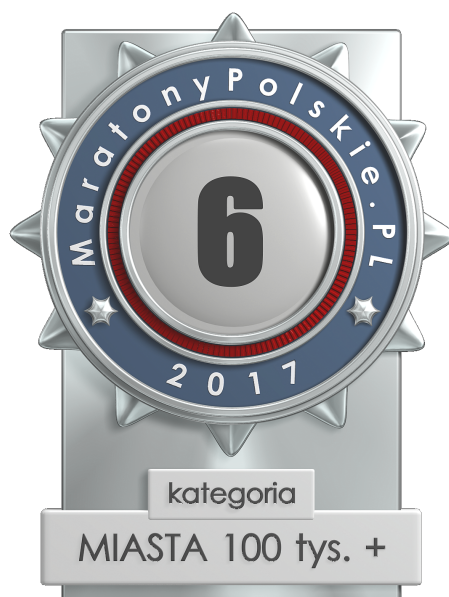 MaratonyPolskie.PL
6
2017
kategoria
MIASTA 100 tys. +